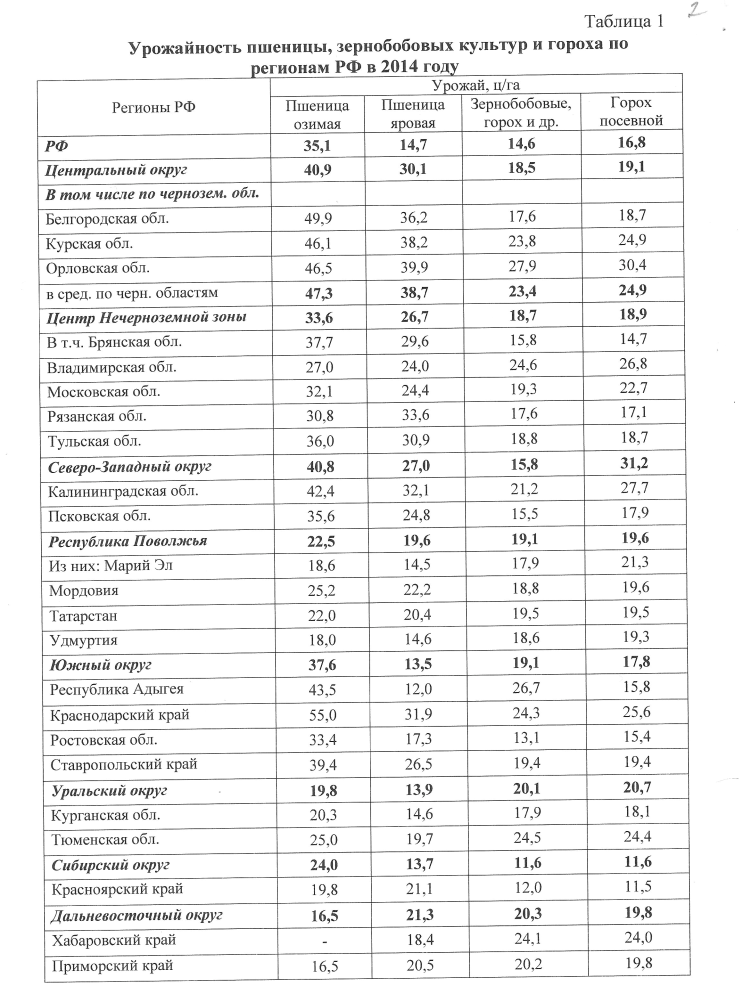 2
Таблица 1
Урожайность пшеницы, зернобобовых культур и гороха по
регионам РФ в 2014 году
Регионы РФ Урожай, ц/га
Пшеница озимая Пшеница яровая Зернобобовые, горох и др. Горох посевной
РФ 35,1 14,7 14,6 16,8
Центральный округ 40,9 30,1 18,5 19,1
В том числе по чернозем. обл.
Белгородская обл. 49,9 36,2 17,6 18,7
Курская обл. 46,1 38,2 23,8 24,9
Орловская обл. 46,5 39,9 27,9 30,4
в сред. по черн. областям 47,3 38,7 23,4 24,9
Центр Нечерноземной зоны 33,6 26,7 18,7 18,9
В т.ч. Брянская обл. 37,7 29,6 15,8 14,7
Владимирская обл. 27,0 24,0 24,6 26,8
Московская обл. 32,1 24,4 19,3 22,7
Рязанская обл. 30,8 33,6 17,6 17,1
Тульская обл. 36,0 30,9 18,8 18,7
Северо-Западный округ 40,8 27,0 15,8 31,2
Калининградская обл. 42,4 32,1 21,2 27,7
Псковская обл. 35,6 24,8 15,5 17,9
Республика Поволжья 22,5 19,6 19,1 19,6
Из них: Марий Эл 18,6 14,5 17,9 21,3
Мордовия 25,2 22,2 18,8 19,6
Татарстан 22,0 20,4 19,5 19,5
Удмуртия 18,0 14,6 18,6 19,3
Южный округ 37,6 13,5 19,1 17,8
Республика Адыгея 43,5 12,0 26,7 15,8
Краснодарский край 55,0 31,9 24,3 25,6
Ростовская обл. 33,4 17,3 13,1 15,4
Ставропольский край 39,4 26,5 19,4 19,4
Уральский округ 19,8 13,9 20,1 20,7
Курганская обл. 20,3 14,6 17,9 18,1
Тюменская обл. 25,0 19,7 24,5 24,4
Сибирский округ 24,0 13,7 11,6 11,6
Красноярский край 19,8 21,1 12,0 11,5
Дальневосточный округ 16,5 21,3 20,3 19,8
Хабаровский край - 18,4 24,1 24,0
Приморский край 16,5 20,5 20,2 19,8